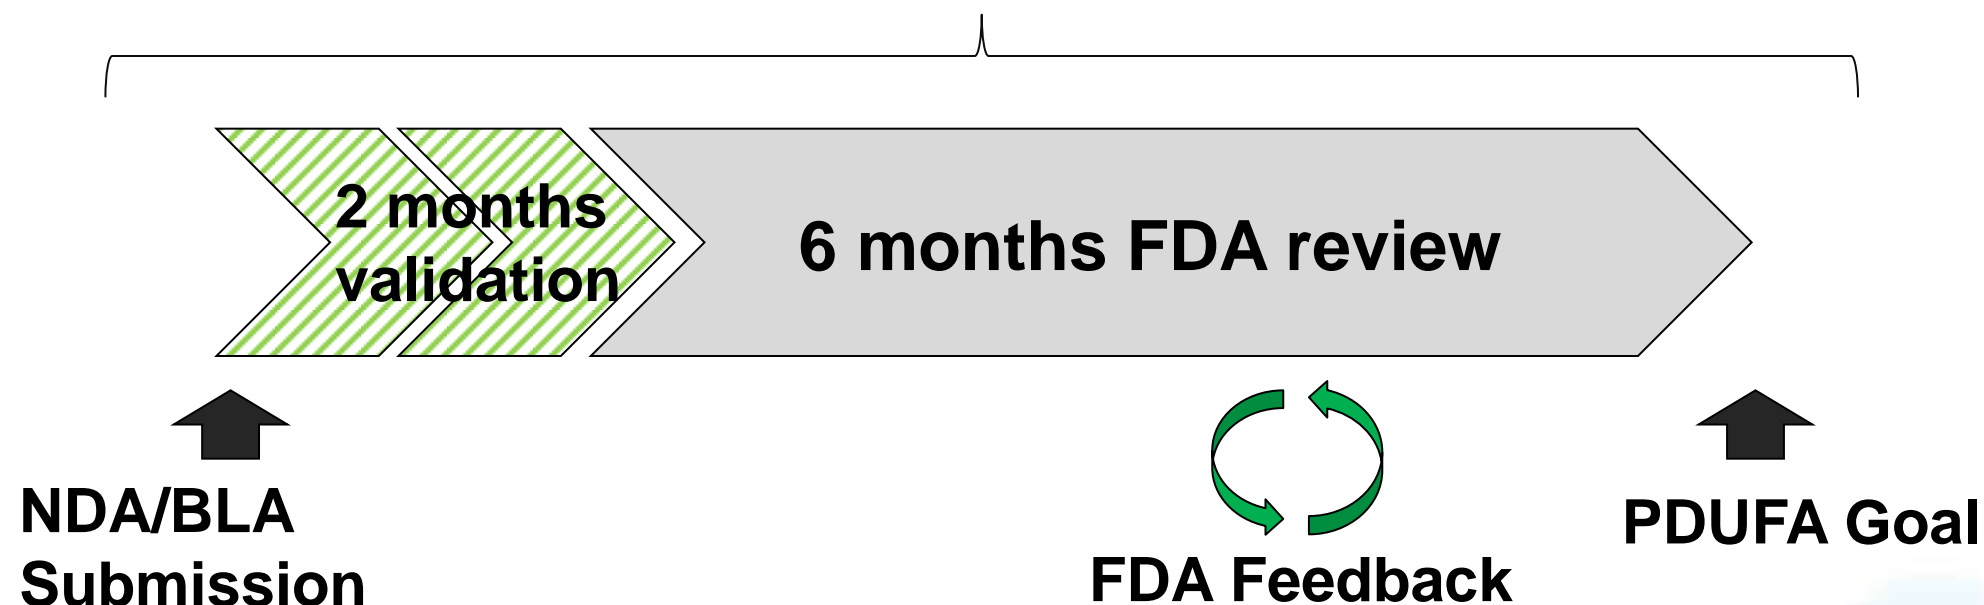 2 months
validation
6 months FDA review
NDA/BLA
Submission
FDA Feedback
PDUFA Goal